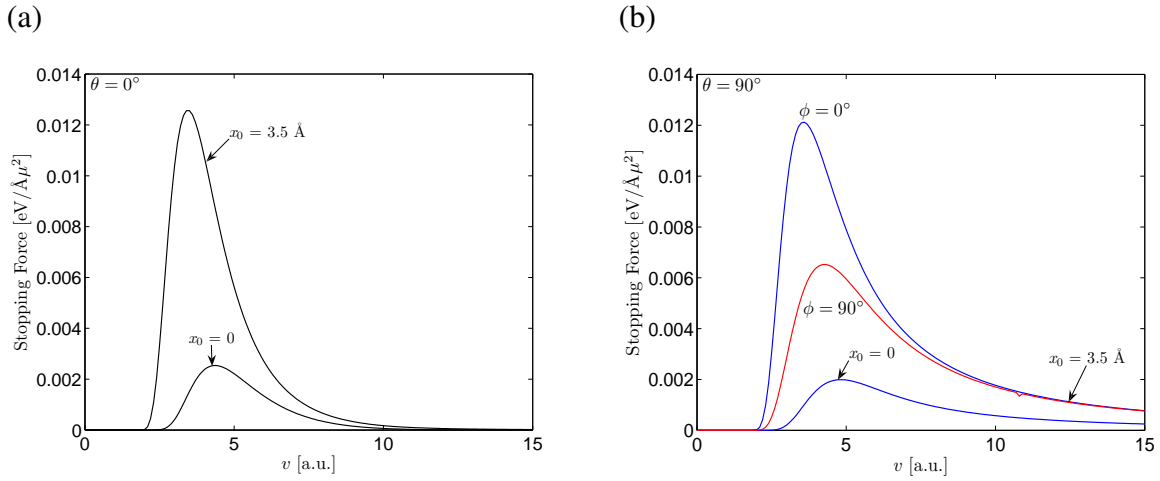 (a)
θ = 0°
x₀ = 3.5 Å
x₀ = 0
0.014
0.012
0.01
0.008
0.006
0.004
0.002
0
0
5
10
15
Stopping Force [eV/Åμ²]
v [a.u.]
(b)
θ = 90°
ϕ = 0°
ϕ = 90°
x₀ = 0
x₀ = 3.5 Å
0.014
0.012
0.01
0.008
0.006
0.004
0.002
0
0
5
10
15
Stopping Force [eV/Åμ²]
v [a.u.]